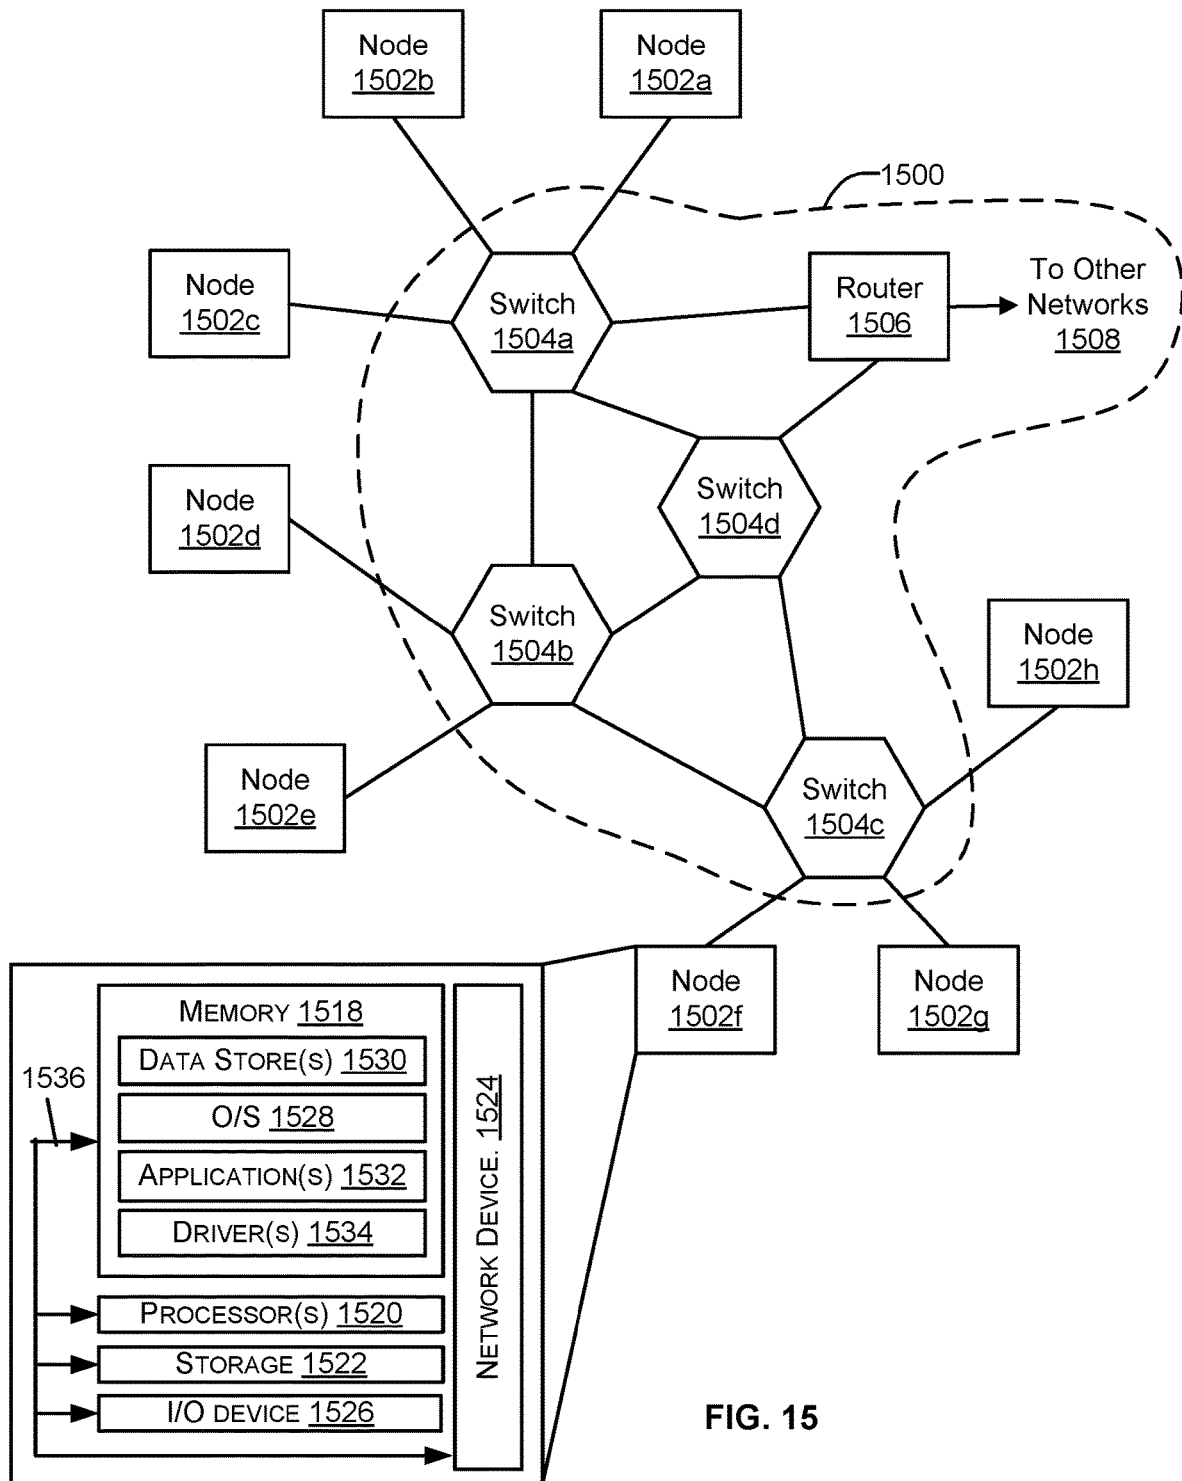 Node
1502b
Node
1502a
1500
Node
1502c
Switch
1504a
Router
1506
To Other
Networks
1508
Node
1502d
Switch
1504d
Switch
1504b
Node
1502h
Node
1502e
Switch
1504c
Node
1502f
Node
1502g
MEMORY 1518
DATA STORE(S) 1530
1536
O/S 1528
APPLICATION(S) 1532
DRIVER(S) 1534
NETWORK DEVICE. 1524
PROCESSOR(S) 1520
STORAGE 1522
I/O DEVICE 1526
FIG. 15